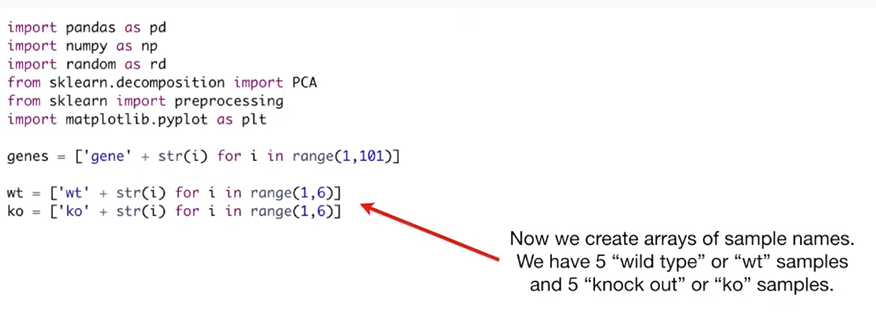 import pandas as pd
import numpy as np
import random as rd
from sklearn.decomposition import PCA
from sklearn import preprocessing
import matplotlib.pyplot as plt
genes = ['gene' + str(i) for i in range(1,101)]
wt = ['wt' + str(i) for i in range(1,6)]
ko = ['ko' + str(i) for i in range(1,6)]
Now we create arrays of sample names.
We have 5 “wild type” or “wt” samples
and 5 “knock out” or “ko” samples.